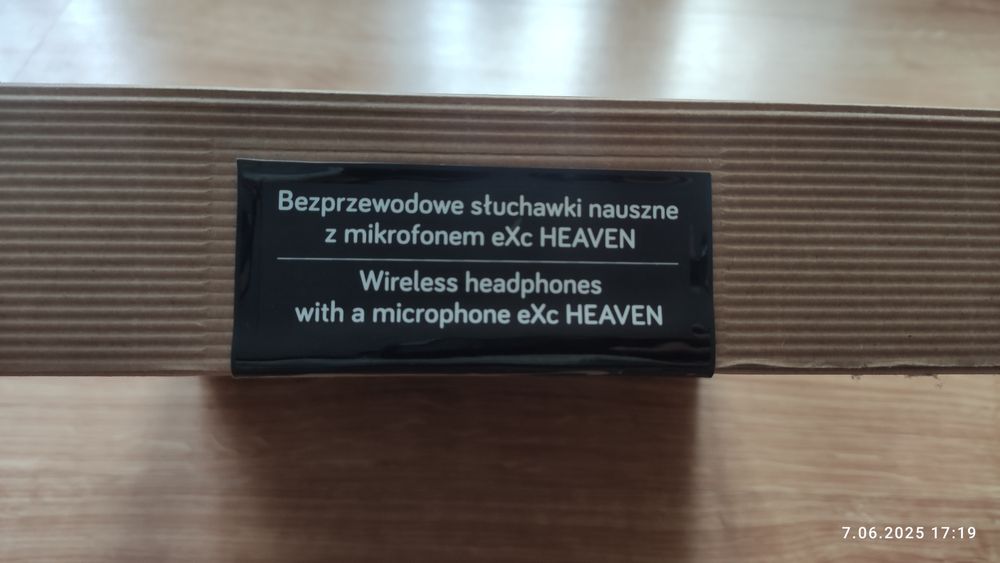 Bezprzewodowe słuchawki nauszne
z mikrofonem eXc HEAVEN
Wireless headphones
with a microphone eXc HEAVEN
7.06.2025 17:19